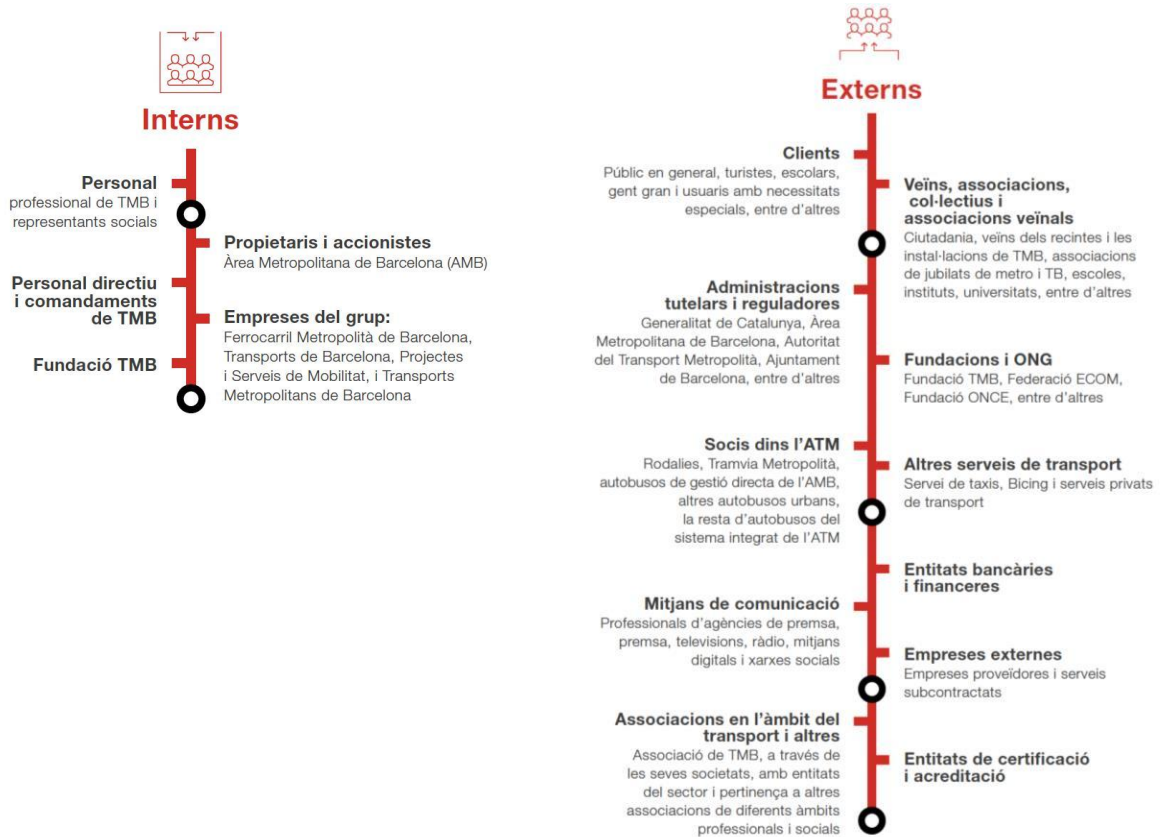 Interns
Personal
professional de TMB i
representants socials
Propietaris i accionistes
Àrea Metropolitana de Barcelona (AMB)
Personal directiu
i comandaments
de TMB
Empreses del grup:
Ferrocarril Metropolità de Barcelona,
Transports de Barcelona, Projectes
i Serveis de Mobilitat, i Transports
Metropolitans de Barcelona
Fundació TMB
Externs
Clients
Públic en general, turistes, escolars,
gent gran i usuaris amb necessitats
especials, entre d’altres
Veïns, associacions,
col·lectius i
associacions veïnals
Ciutadania, veïns dels recintes i les
instal·lacions de TMB, associacions
de jubilats de metro i TB, escoles,
instituts, universitats, entre d’altres
Administracions
tutelars i reguladores
Generalitat de Catalunya, Àrea
Metropolitana de Barcelona, Autoritat
del Transport Metropolità, Ajuntament
de Barcelona, entre d’altres
Fundacions i ONG
Fundació TMB, Federació ECOM,
Fundació ONCE, entre d’altres
Socis dins l’ATM
Rodalies, Tramvia Metropolità,
autobusos de gestió directa de l’AMB,
altres autobusos urbans,
la resta d’autobusos del
sistema integrat de l’ATM
Altres serveis de transport
Servei de taxis, Bicing i serveis privats
de transport
Entitats bancàries
i financeres
Mitjans de comunicació
Professionals d’agències de premsa,
premsa, televisions, ràdio, mitjans
digitals i xarxes socials
Empreses externes
Empreses proveïdores i serveis
subcontractats
Associacions en l’àmbit del
transport i altres
Associació de TMB, a través de
les seves societats, amb entitats
del sector i pertinença a altres
associacions de diferents àmbits
professionals i socials
Entitats de certificació
i acreditació